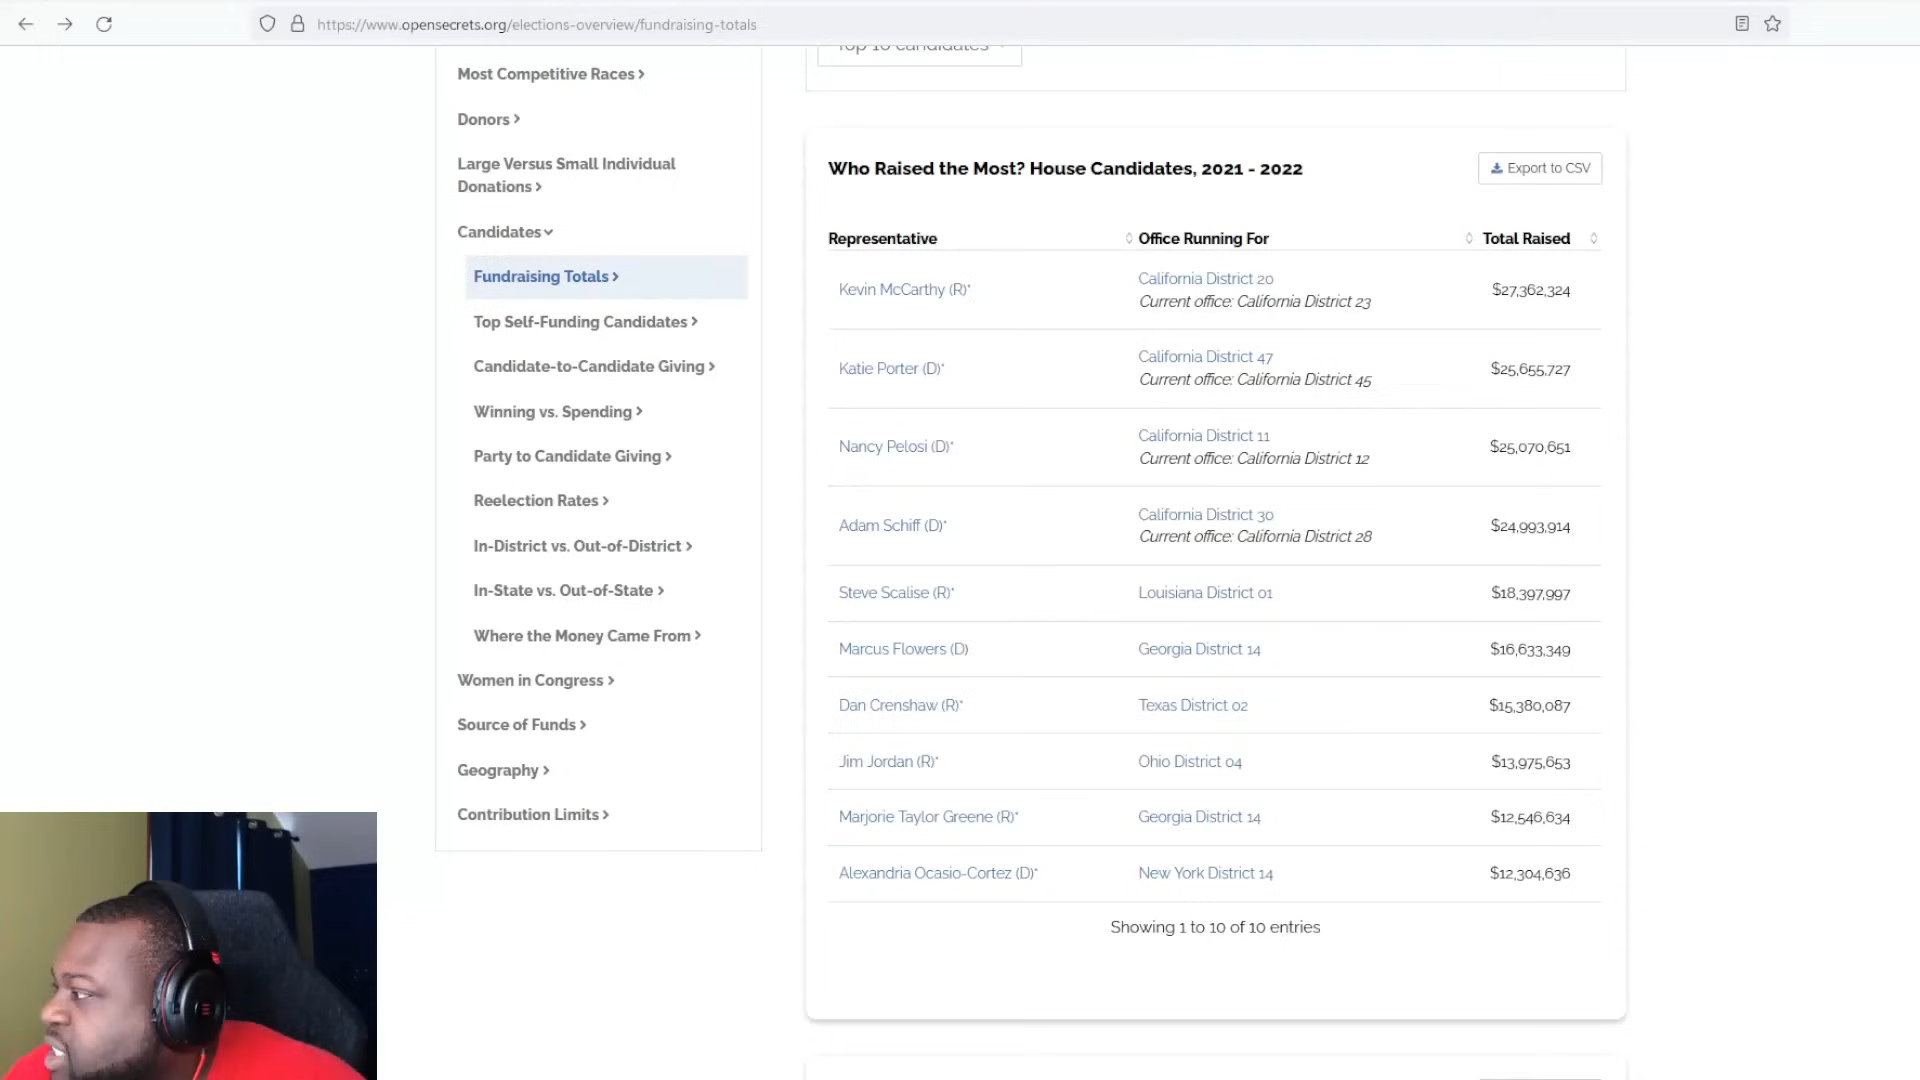 https://www.opensecrets.org/elections-overview/fundraising-totals
Top 10 candidates
Most Competitive Races
Donors
Large Versus Small Individual
Donations
Candidates
Fundraising Totals
Top Self-Funding Candidates
Candidate-to-Candidate Giving
Winning vs. Spending
Party to Candidate Giving
Reelection Rates
In-District vs. Out-of-District
In-State vs. Out-of-State
Where the Money Came From
Women in Congress
Source of Funds
Geography
Contribution Limits
Who Raised the Most? House Candidates, 2021 - 2022
Export to CSV
Representative Office Running For Total Raised
Kevin McCarthy (R)* California District 20 $27,362,324
Current office: California District 23
Katie Porter (D)* California District 47 $25,655,727
Current office: California District 45
Nancy Pelosi (D)* California District 11 $25,070,651
Current office: California District 12
Adam Schiff (D)* California District 30 $24,993,914
Current office: California District 28
Steve Scalise (R)* Louisiana District 01 $18,397,997
Marcus Flowers (D) Georgia District 14 $16,633,349
Dan Crenshaw (R)* Texas District 02 $15,380,087
Jim Jordan (R)* Ohio District 04 $13,975,653
Marjorie Taylor Greene (R)* Georgia District 14 $12,546,634
Alexandria Ocasio-Cortez (D)* New York District 14 $12,304,636
Showing 1 to 10 of 10 entries